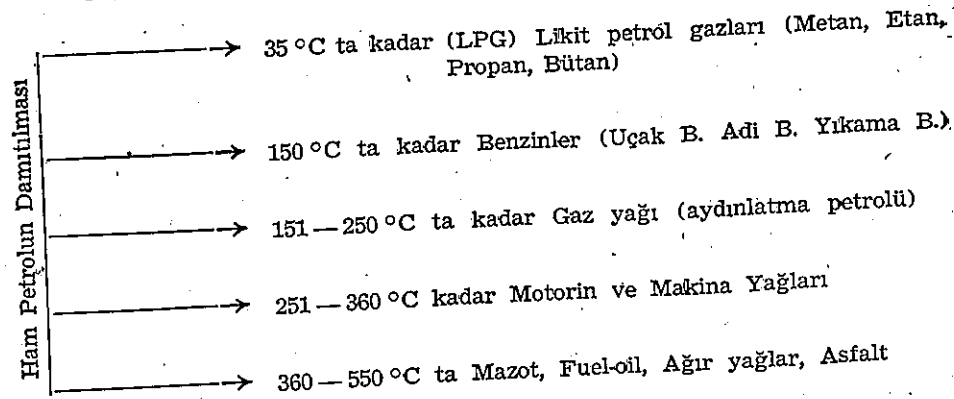 Ham Petrolun Damıtılması
35 °C ta kadar (LPG) Likit petrol gazları (Metan, Etan,
Propan, Bütan)
150 °C ta kadar Benzinler (Uçak B. Adi B. Yıkama B.)
151 — 250 °C ta kadar Gaz yağı (aydınlatma petrolü)
251 — 360 °C kadar Motorin ve Makina Yağları
360 — 550 °C ta Mazot, Fuel-oil, Ağır yağlar, Asfalt